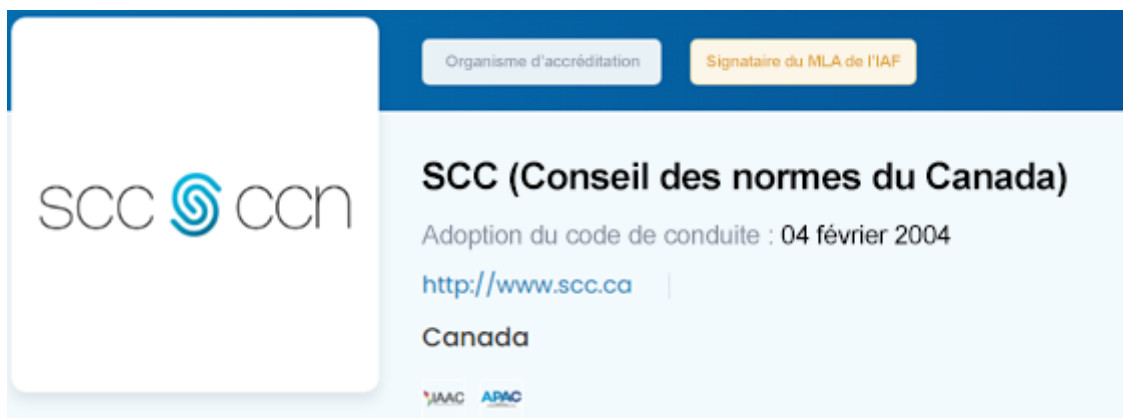 Organisme d'accréditation
Signataire du MLA de l'IAF
scc ccn
SCC (Conseil des normes du Canada)
Adoption du code de conduite : 04 février 2004
http://www.scc.ca
Canada
IAAC APAC